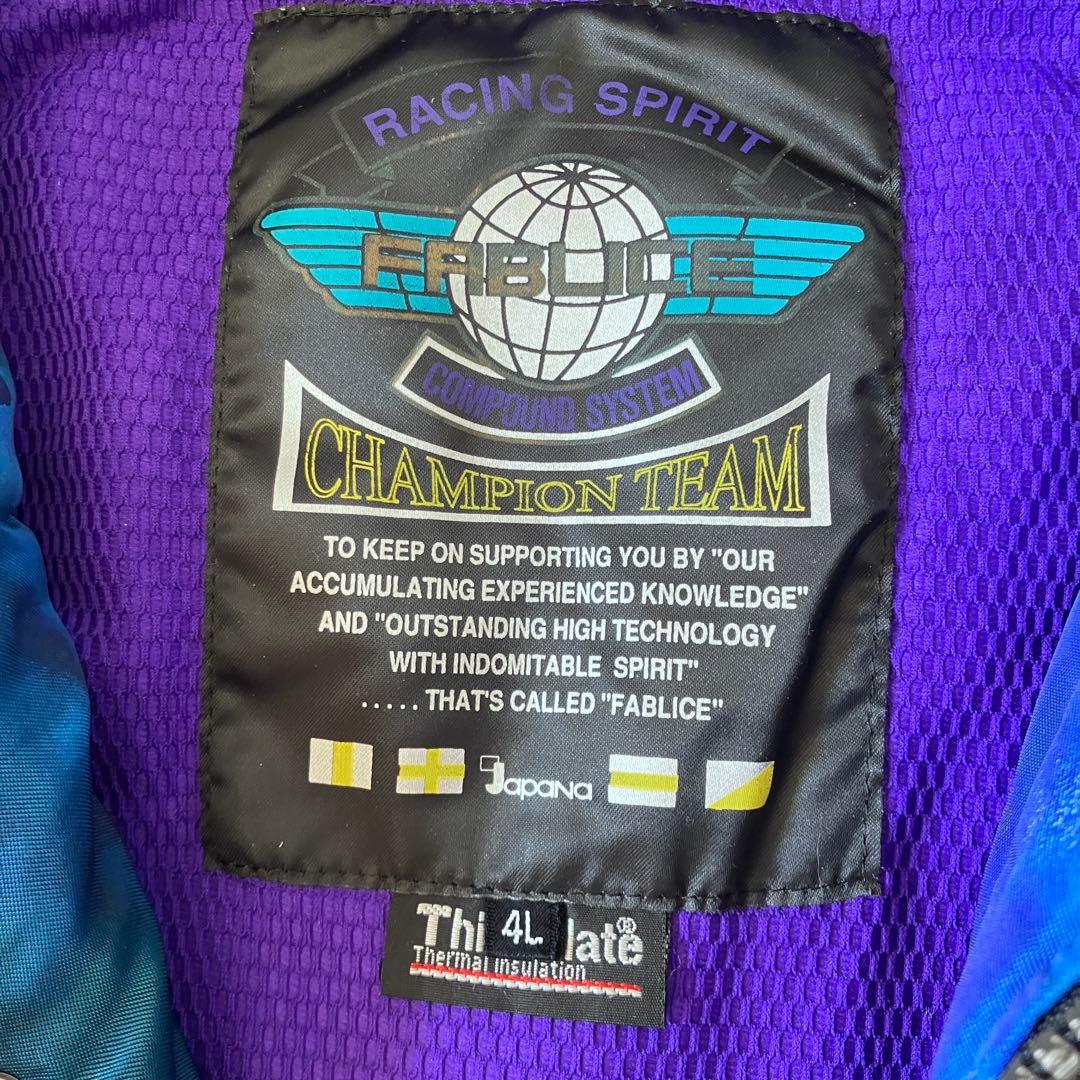 RACING SPIRIT
FABLICE
COMPOUND SYSTEM
CHAMPION TEAM
TO KEEP ON SUPPORTING YOU BY "OUR
ACCUMULATING EXPERIENCED KNOWLEDGE"
AND "OUTSTANDING HIGH TECHNOLOGY
WITH INDOMITABLE SPIRIT"
..... THAT'S CALLED "FABLICE"
Japana
4L
Thermal Insulation